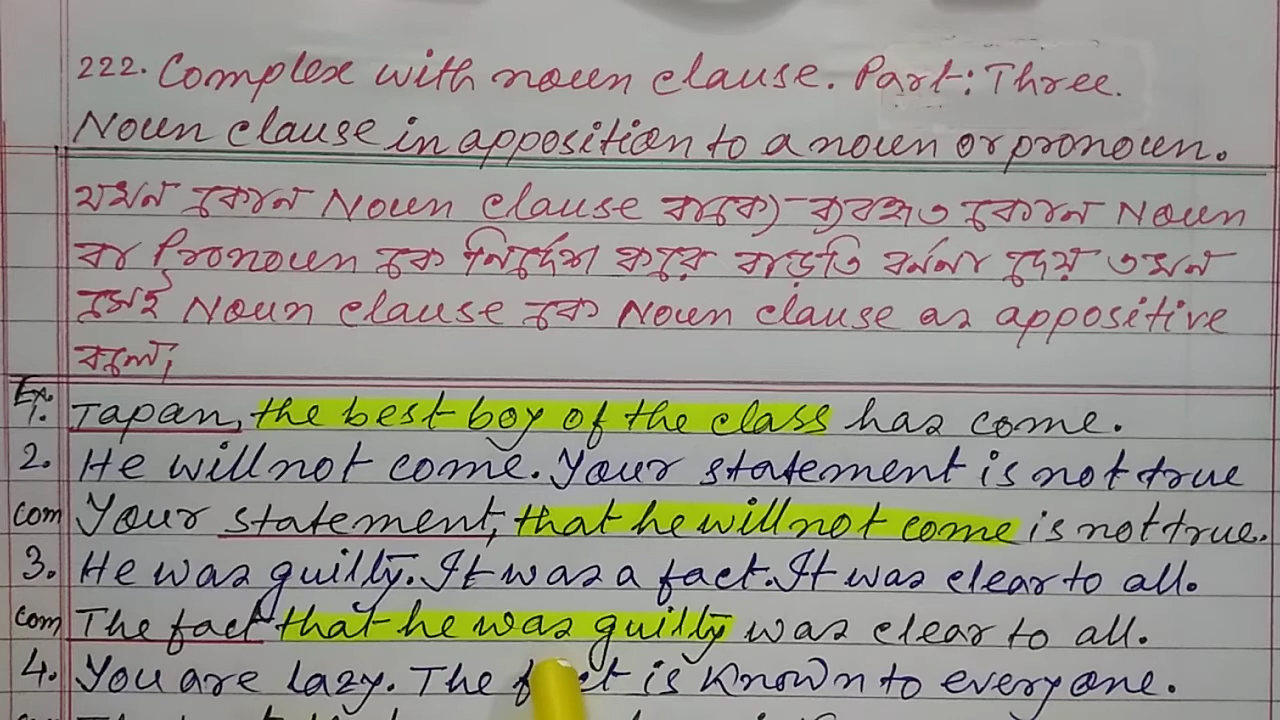 222. Complex with noun clause. Part: Three.
Noun clause in apposition to a noun or pronoun.
যখন কোন Noun clause বাক্যে ব্যবহৃত কোন Noun
বা Pronoun কে নির্দেশ করে বাড়তি বর্ননা দেয় তখন
সেই Noun clause কে Noun clause as appositive
বলে।
Ex.
1. Tapan, the best boy of the class has come.
2. He will not come. Your statement is not true
com Your statement, that he will not come is not true.
3. He was guilty. It was a fact. It was clear to all.
com The fact that he was guilty was clear to all.
4. You are lazy. The fact is known to everyone.